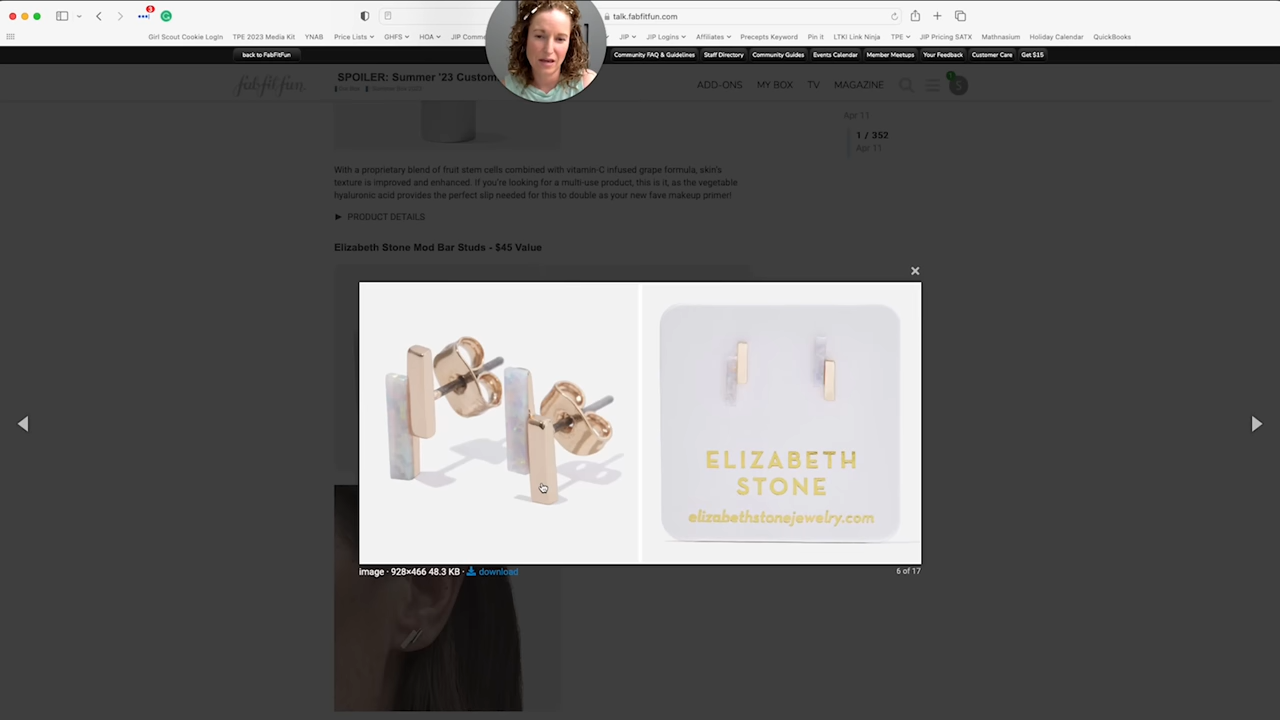 3
talk.fabfitfun.com
Girl Scout Cookie Login TPE 2023 Media Kit YNAB Price Lists GHFS HOA JIP Comme JIP JIP Logins Affiliates Precepts Keyword Pin it LTKI Link Ninja TPE JIP Pricing SATX Mathnasium Holiday Calendar QuickBooks
back to FabFitFun Community FAQ & Guidelines Staff Directory Community Guides Events Calendar Member Meetups Your Feedback Customer Care Get $15
fabfitfun. SPOILER: Summer '23 Custom ADD-ONS MY BOX TV MAGAZINE S
Apr 11
1 / 352
Apr 11
With a proprietary blend of fruit stem cells combined with vitamin-C infused grape formula, skin's
texture is improved and enhanced. If you're looking for a multi-use product, this is it, as the vegetable
hyaluronic acid provides the perfect slip needed for this to double as your new fave makeup primer!
► PRODUCT DETAILS
Elizabeth Stone Mod Bar Studs - $45 Value
×
ELIZABETH
STONE
elizabethstonejewelry.com
image · 928×466 48.3 KB · download 6 of 17